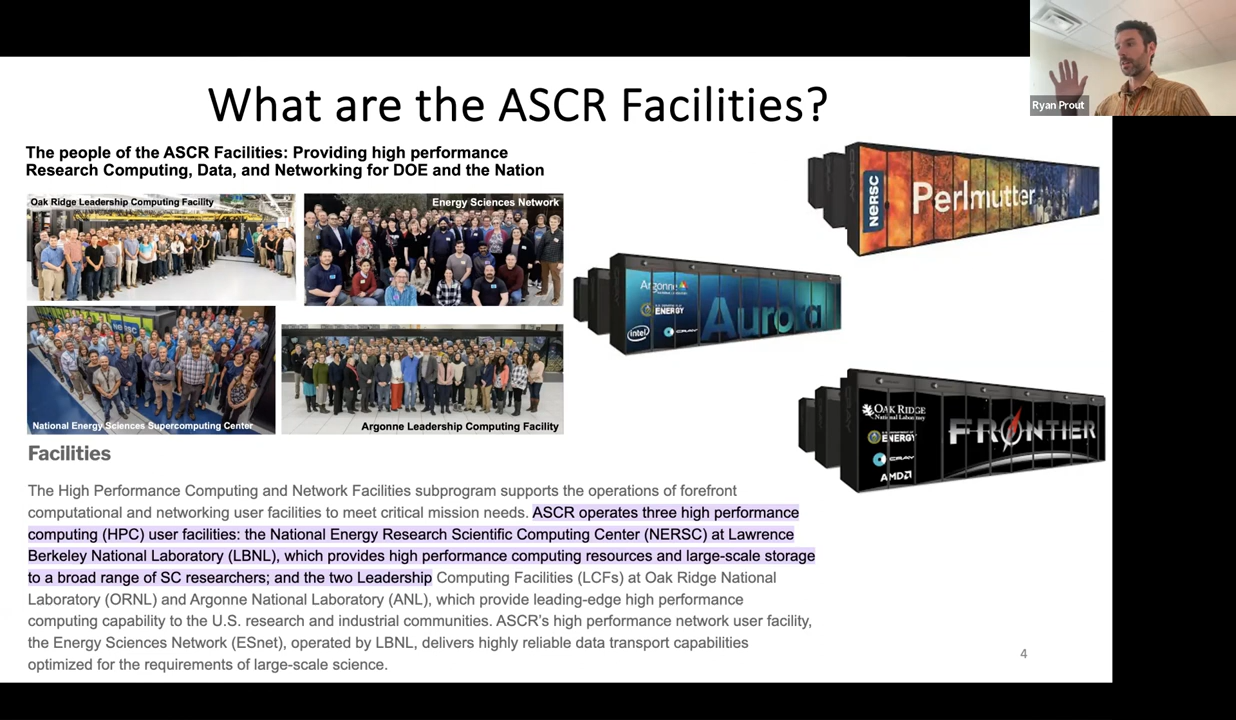 What are the ASCR Facilities?
Ryan Prout
The people of the ASCR Facilities: Providing high performance
Research Computing, Data, and Networking for DOE and the Nation
Oak Ridge Leadership Computing Facility
Energy Sciences Network
NERSC
National Energy Sciences Supercomputing Center
Argonne Leadership Computing Facility
NERSC
Perlmutter
Argonne
ENERGY
intel
CRAY
Aurora
OAK RIDGE
National Laboratory
ENERGY
CRAY
AMD
FRONTIER
Facilities
The High Performance Computing and Network Facilities subprogram supports the operations of forefront
computational and networking user facilities to meet critical mission needs. ASCR operates three high performance
computing (HPC) user facilities: the National Energy Research Scientific Computing Center (NERSC) at Lawrence
Berkeley National Laboratory (LBNL), which provides high performance computing resources and large-scale storage
to a broad range of SC researchers; and the two Leadership Computing Facilities (LCFs) at Oak Ridge National
Laboratory (ORNL) and Argonne National Laboratory (ANL), which provide leading-edge high performance
computing capability to the U.S. research and industrial communities. ASCR's high performance network user facility,
the Energy Sciences Network (ESnet), operated by LBNL, delivers highly reliable data transport capabilities
optimized for the requirements of large-scale science.
4